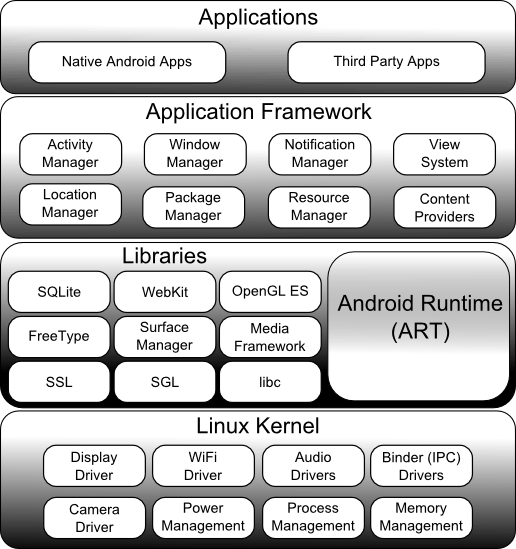 Applications
Native Android Apps
Third Party Apps
Application Framework
Activity
Manager
Window
Manager
Notification
Manager
View
System
Location
Manager
Package
Manager
Resource
Manager
Content
Providers
Libraries
SQLite
WebKit
OpenGL ES
FreeType
Surface
Manager
Media
Framework
SSL
SGL
libc
Android Runtime
(ART)
Linux Kernel
Display
Driver
WiFi
Driver
Audio
Drivers
Binder (IPC)
Drivers
Camera
Driver
Power
Management
Process
Management
Memory
Management